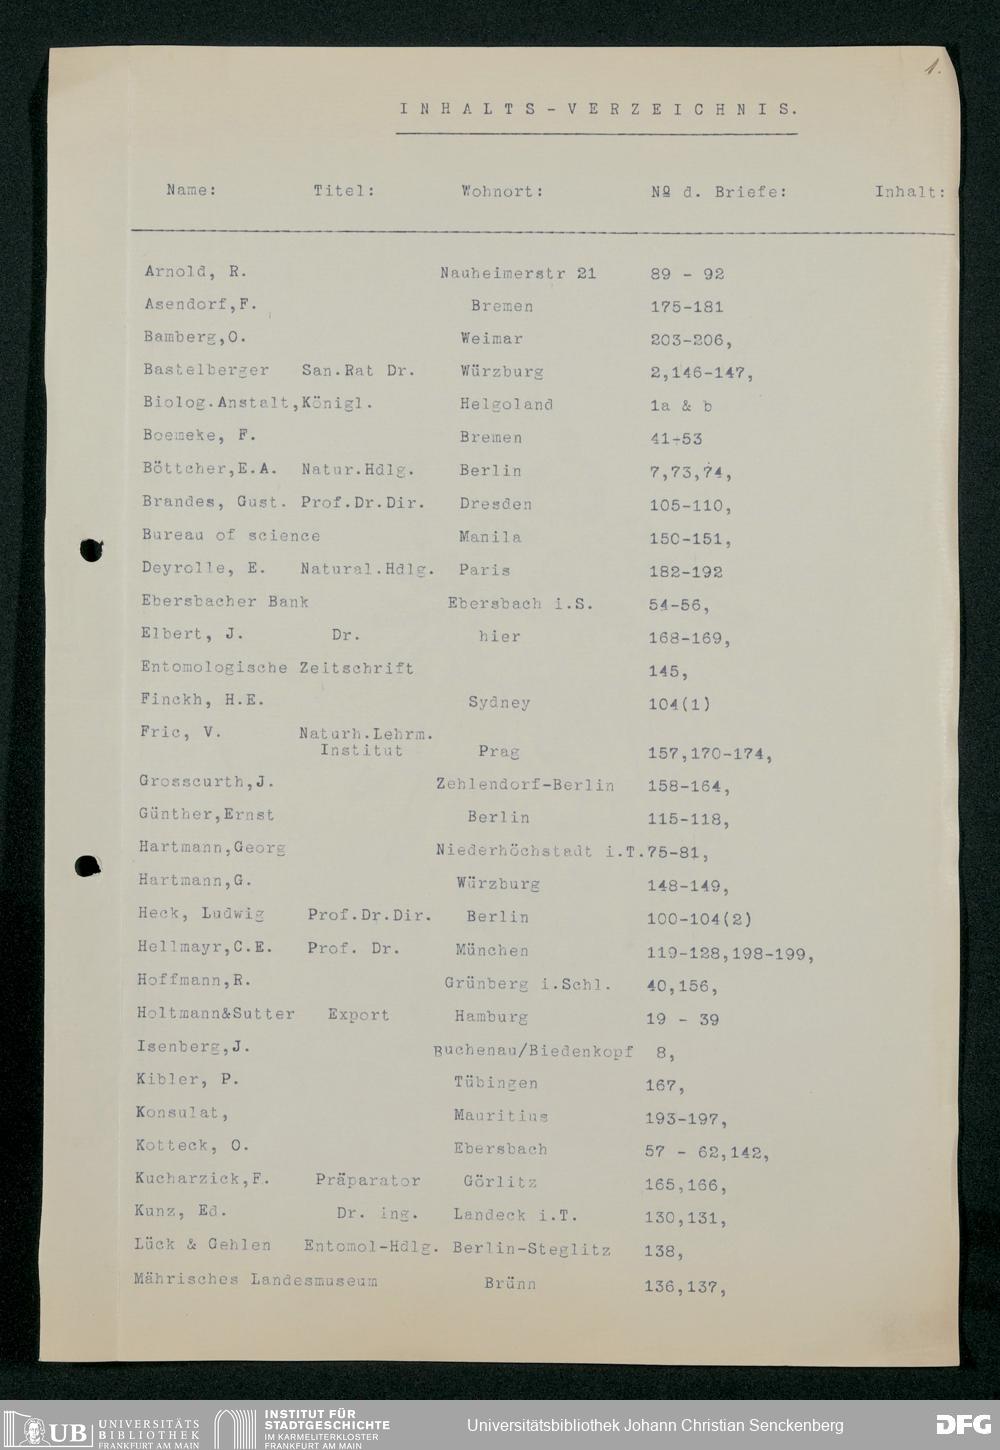 1.
INHALTS-VERZEICHNIS.
Name: Titel: Wohnort: No d. Briefe: Inhalt:
Arnold, R. Nauheimerstr 21 89 - 92
Asendorf,F. Bremen 175-181
Bamberg,O. Weimar 203-206,
Bastelberger San.Rat Dr. Würzburg 2,146-147,
Biolog.Anstalt,Königl. Helgoland 1a & b
Boemeke, F. Bremen 41-53
Böttcher,E.A. Natur.Hdlg. Berlin 7,73,74,
Brandes, Gust. Prof.Dr.Dir. Dresden 105-110,
Bureau of science Manila 150-151,
Deyrolle, E. Natural.Hdlg. Paris 182-192
Ebersbacher Bank Ebersbach i.S. 54-56,
Elbert, J. Dr. hier 168-169,
Entomologische Zeitschrift 145,
Finckh, H.E. Sydney 104(1)
Fric, V. Naturh.Lehrm.
Institut Prag 157,170-174,
Grosscurth,J. Zehlendorf-Berlin 158-164,
Günther,Ernst Berlin 115-118,
Hartmann,Georg Niederhöchstadt i.T.75-81,
Hartmann,G. Würzburg 148-149,
Heck, Ludwig Prof.Dr.Dir. Berlin 100-104(2)
Hellmayr,C.E. Prof. Dr. München 119-128,198-199,
Hoffmann,R. Grünberg i.Schl. 40,156,
Holtmann&Sutter Export Hamburg 19 - 39
Isenberg,J. Buchenau/Biedenkopf 8,
Kibler, P. Tübingen 167,
Konsulat, Mauritius 193-197,
Kotteck, O. Ebersbach 57 - 62,142,
Kucharzick,F. Präparator Görlitz 165,166,
Kunz, Ed. Dr. ing. Landeck i.T. 130,131,
Lück & Gehlen Entomol-Hdlg. Berlin-Steglitz 138,
Mährisches Landesmuseum Brünn 136,137,
UB UNIVERSITÄTS
BIBLIOTHEK
FRANKFURT AM MAIN
INSTITUT FÜR
STADTGESCHICHTE
IM KARMELITERKLOSTER
FRANKFURT AM MAIN
Universitätsbibliothek Johann Christian Senckenberg
DFG